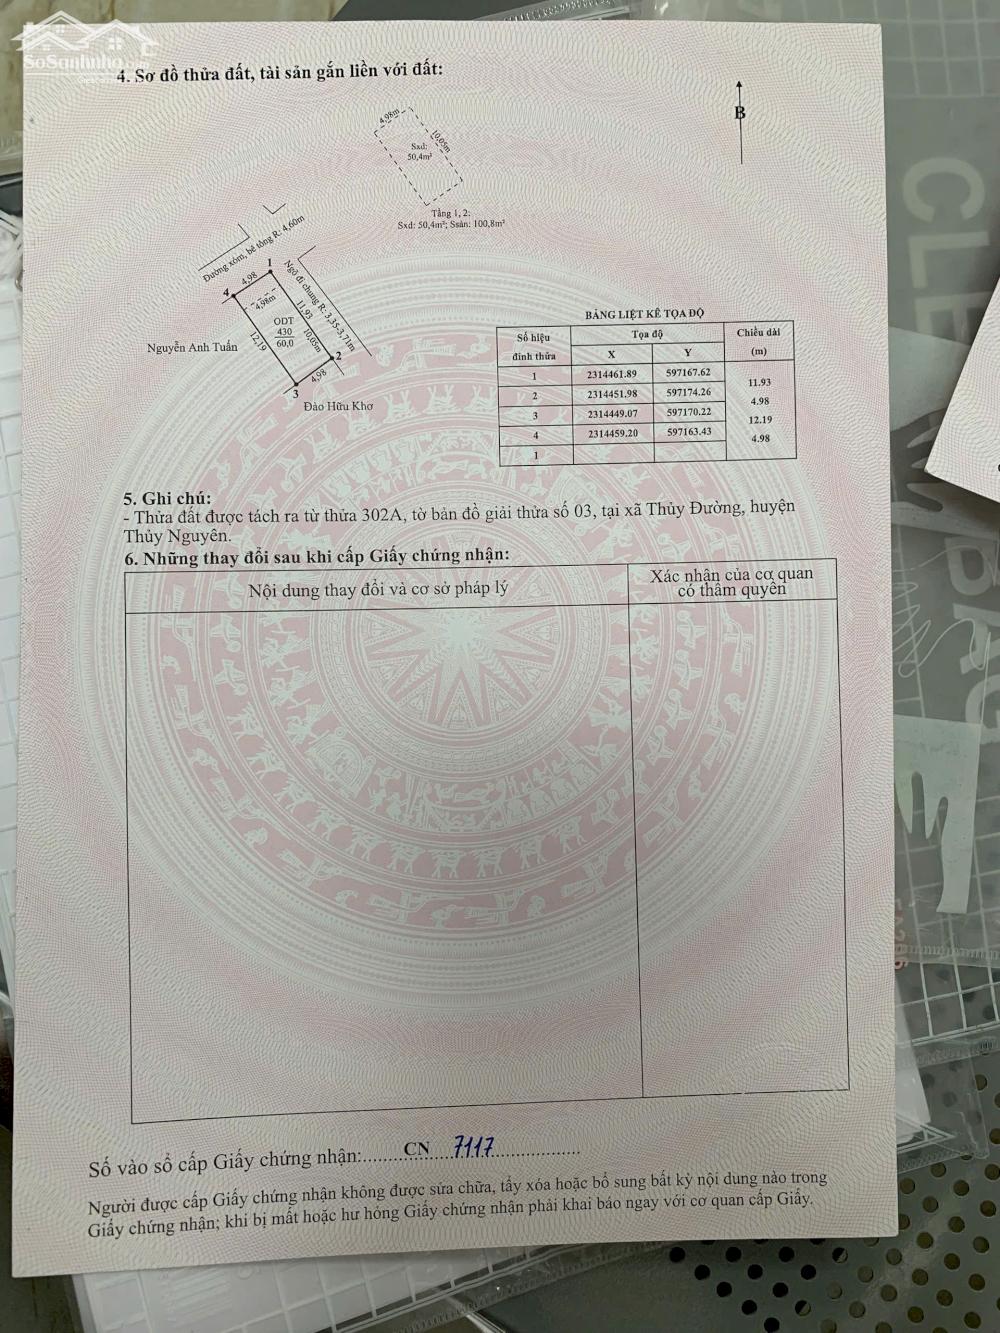 SoSanhnha.com
4. Sơ đồ thửa đất, tài sản gắn liền với đất:
B
4,98m
10,05m
Sxd:
50,4m²
Tầng 1, 2:
Sxd: 50,4m²; Ssàn: 100,8m²
Đường xóm, bê tông R: 4,60m
Ngõ đi chung R: 3,35-3,71m
1
4,98
4
4,98m
11,93
10,05m
ODT
430
60,0
12,19
2
4,98
3
Nguyễn Anh Tuấn
Đào Hữu Khơ
BẢNG LIỆT KÊ TỌA ĐỘ
Số hiệu đỉnh thửa Tọa độ Chiều dài (m)
X Y
1 2314461.89 597167.62
11.93
2 2314451.98 597174.26
4.98
3 2314449.07 597170.22
12.19
4 2314459.20 597163.43
4.98
1
5. Ghi chú:
- Thửa đất được tách ra từ thửa 302A, tờ bản đồ giải thửa số 03, tại xã Thủy Đường, huyện
Thủy Nguyên.
6. Những thay đổi sau khi cấp Giấy chứng nhận:
Nội dung thay đổi và cơ sở pháp lý
Xác nhận của cơ quan
có thẩm quyền
Số vào sổ cấp Giấy chứng nhận:......... CN 7117 .........
Người được cấp Giấy chứng nhận không được sửa chữa, tẩy xóa hoặc bổ sung bất kỳ nội dung nào trong
Giấy chứng nhận; khi bị mất hoặc hư hỏng Giấy chứng nhận phải khai báo ngay với cơ quan cấp Giấy.